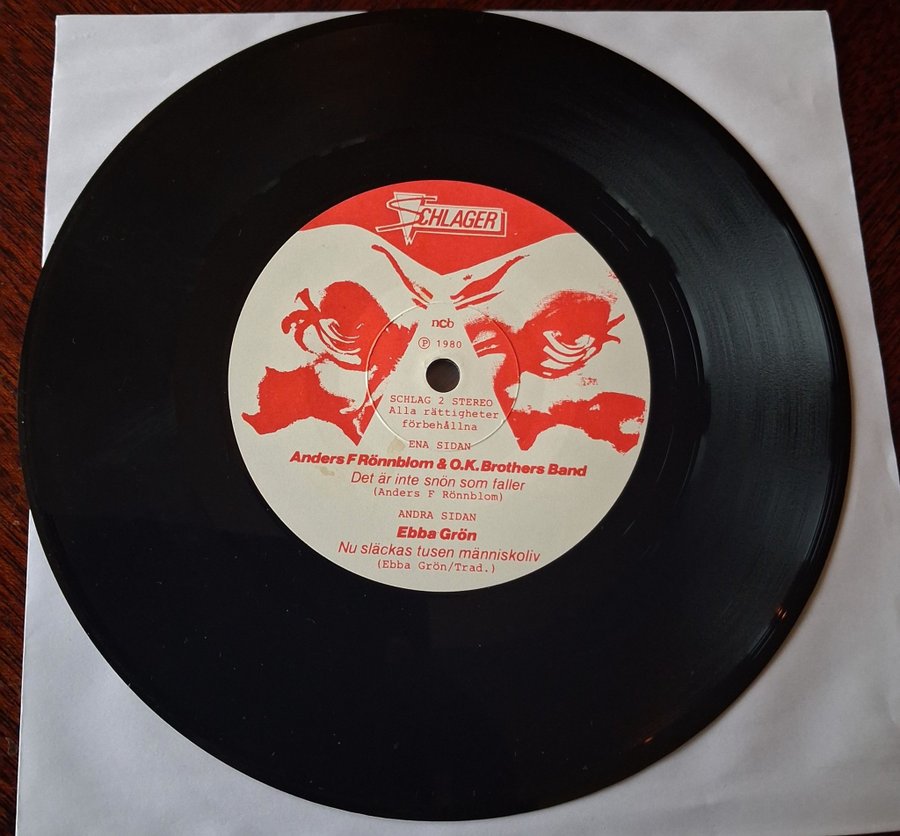 SCHLAGER
ncb
Ⓟ 1980
SCHLAG 2 STEREO
Alla rättigheter
förbehållna
ENA SIDAN
Anders F Rönnblom & O.K. Brothers Band
Det är inte snön som faller
(Anders F Rönnblom)
ANDRA SIDAN
Ebba Grön
Nu släckas tusen människoliv
(Ebba Grön/Trad.)